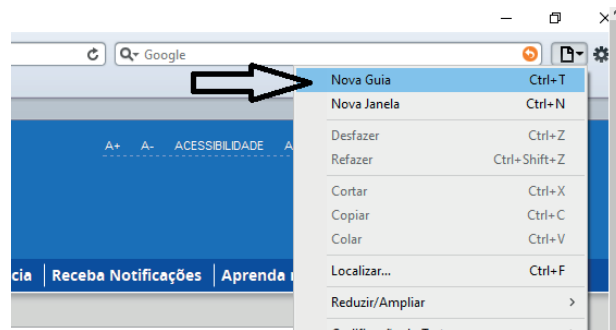 Google
Nova Guia Ctrl+T
Nova Janela Ctrl+N
Desfazer Ctrl+Z
A+ A- ACESSIBILIDADE A
Refazer Ctrl+Shift+Z
Cortar Ctrl+X
Copiar Ctrl+C
Colar Ctrl+V
cia Receba Notificações Aprenda
Localizar... Ctrl+F
Reduzir/Ampliar